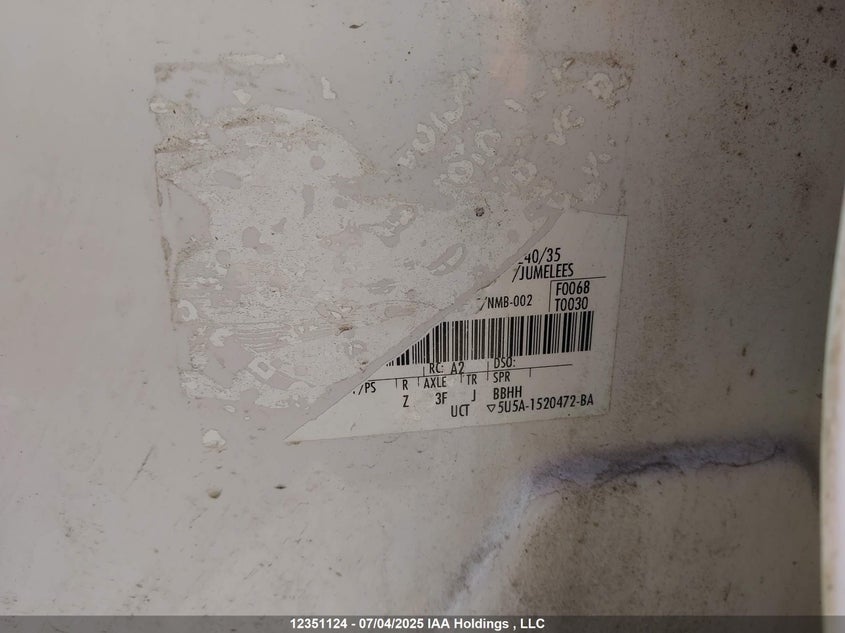 40/35
/JUMELEES
/NMB-002
F0068
T0030
RC: A2 DSO:
/PS R AXLE TR SPR
Z 3F J BBHH
UCT ▽5U5A-1520472-BA
12351124 - 07/04/2025 IAA Holdings , LLC